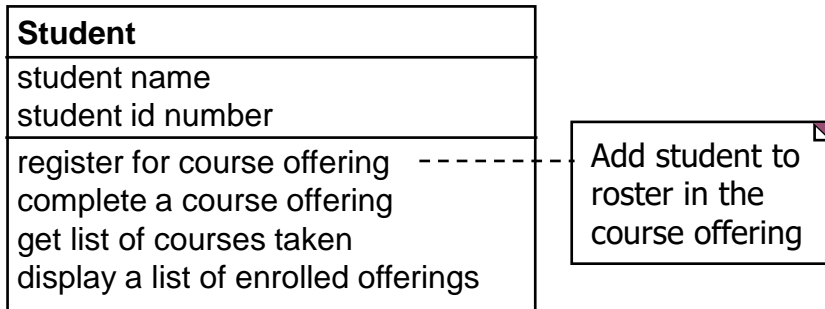 Student
student name
student id number
register for course offering
complete a course offering
get list of courses taken
display a list of enrolled offerings
Add student to
roster in the
course offering